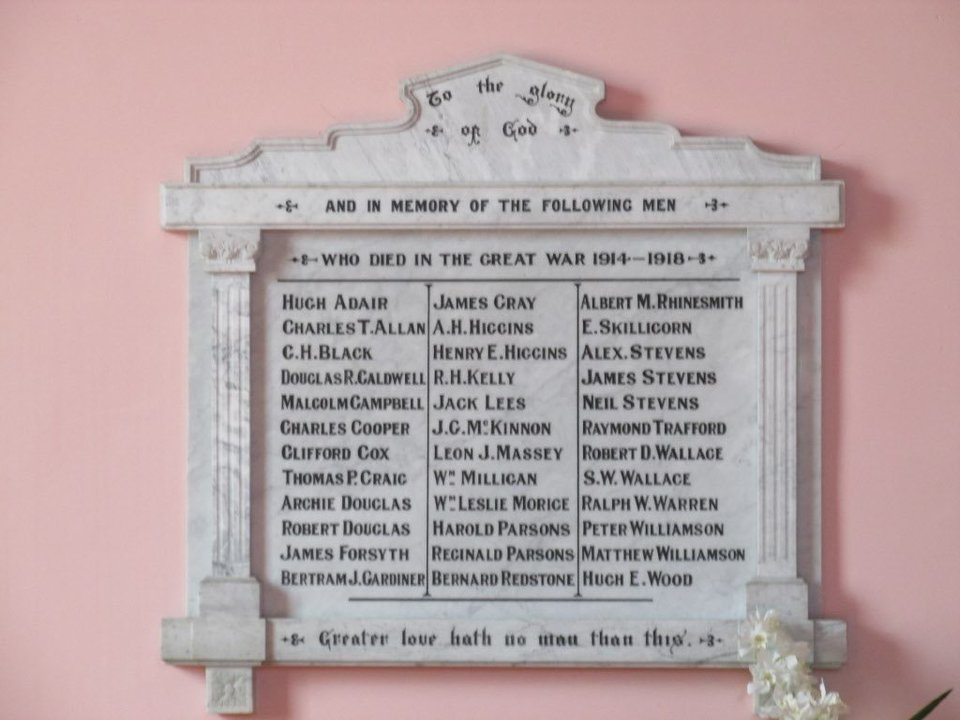 To the glory
of God
AND IN MEMORY OF THE FOLLOWING MEN
WHO DIED IN THE GREAT WAR 1914-1918
HUGH ADAIR
CHARLES T. ALLAN
C.H. BLACK
DOUGLAS R. CALDWELL
MALCOLM CAMPBELL
CHARLES COOPER
CLIFFORD COX
THOMAS P. CRAIG
ARCHIE DOUGLAS
ROBERT DOUGLAS
JAMES FORSYTH
BERTRAM J. GARDINER
JAMES GRAY
A.H. HIGGINS
HENRY E. HIGGINS
R.H. KELLY
JACK LEES
J.G. McKINNON
LEON J. MASSEY
Wm MILLIGAN
Wm LESLIE MORICE
HAROLD PARSONS
REGINALD PARSONS
BERNARD REDSTONE
ALBERT M. RHINESMITH
E. SKILLICORN
ALEX. STEVENS
JAMES STEVENS
NEIL STEVENS
RAYMOND TRAFFORD
ROBERT D. WALLACE
S.W. WALLACE
RALPH W. WARREN
PETER WILLIAMSON
MATTHEW WILLIAMSON
HUGH E. WOOD
Greater love hath no man than this.